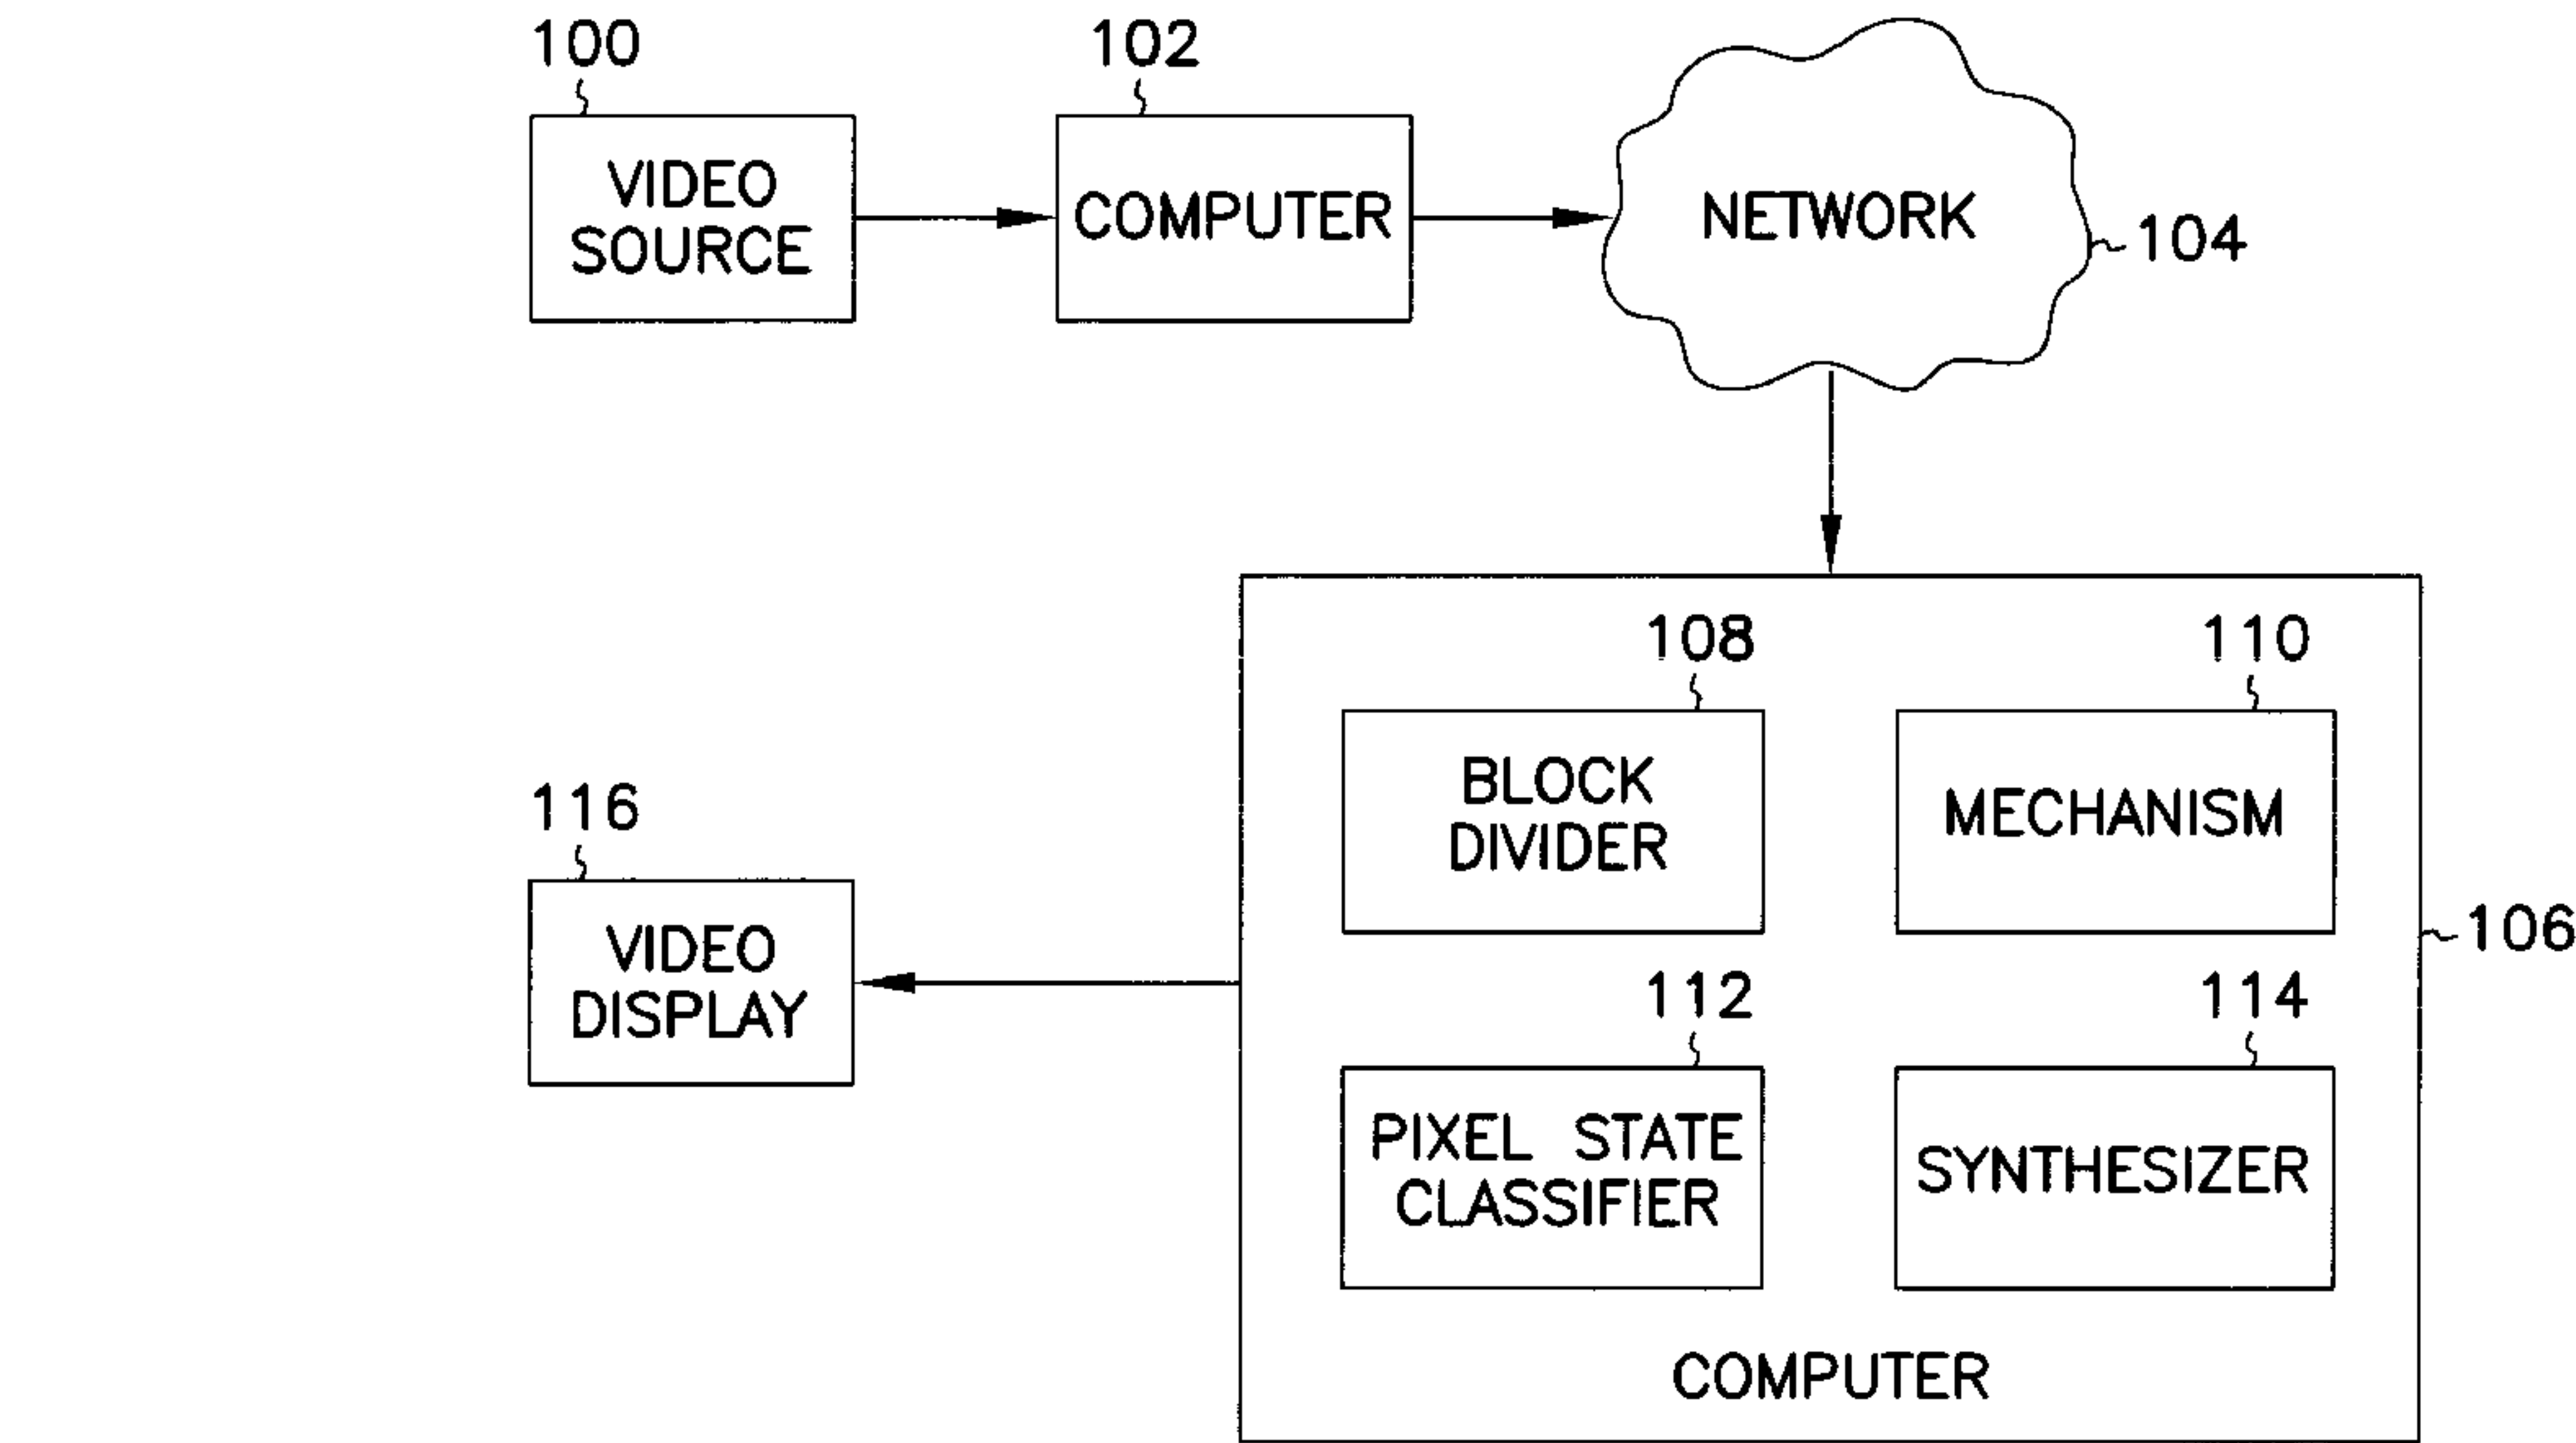 100
VIDEO
SOURCE
102
COMPUTER
NETWORK
104
108
BLOCK
DIVIDER
110
MECHANISM
106
112
PIXEL STATE
CLASSIFIER
114
SYNTHESIZER
COMPUTER
116
VIDEO
DISPLAY